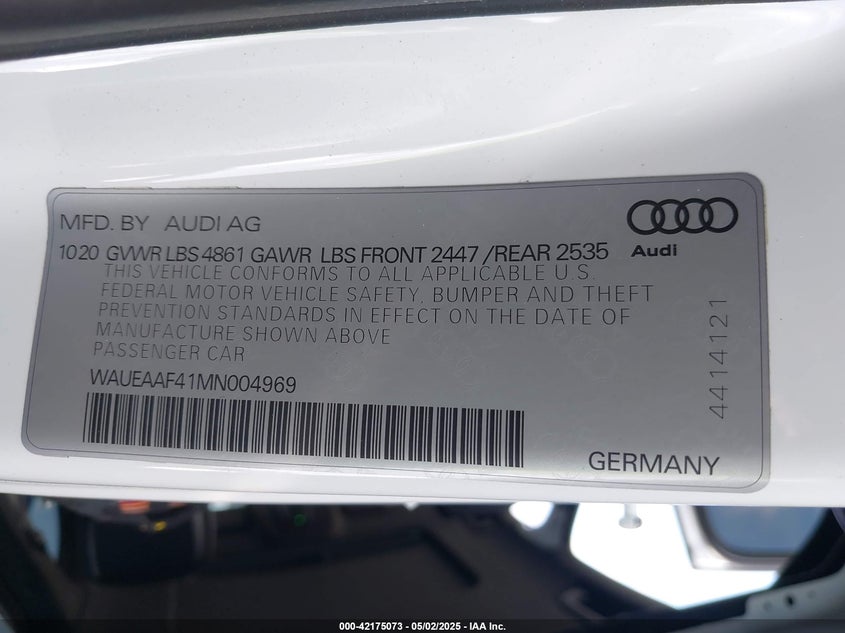 MFD. BY AUDI AG
Audi
1020 GVWR LBS 4861 GAWR LBS FRONT 2447 /REAR 2535
THIS VEHICLE CONFORMS TO ALL APPLICABLE U.S.
FEDERAL MOTOR VEHICLE SAFETY, BUMPER AND THEFT
PREVENTION STANDARDS IN EFFECT ON THE DATE OF
MANUFACTURE SHOWN ABOVE
PASSENGER CAR
WAUEAAF41MN004969
4414121
GERMANY
000-42175073 — 05/02/2025 - IAA Inc.